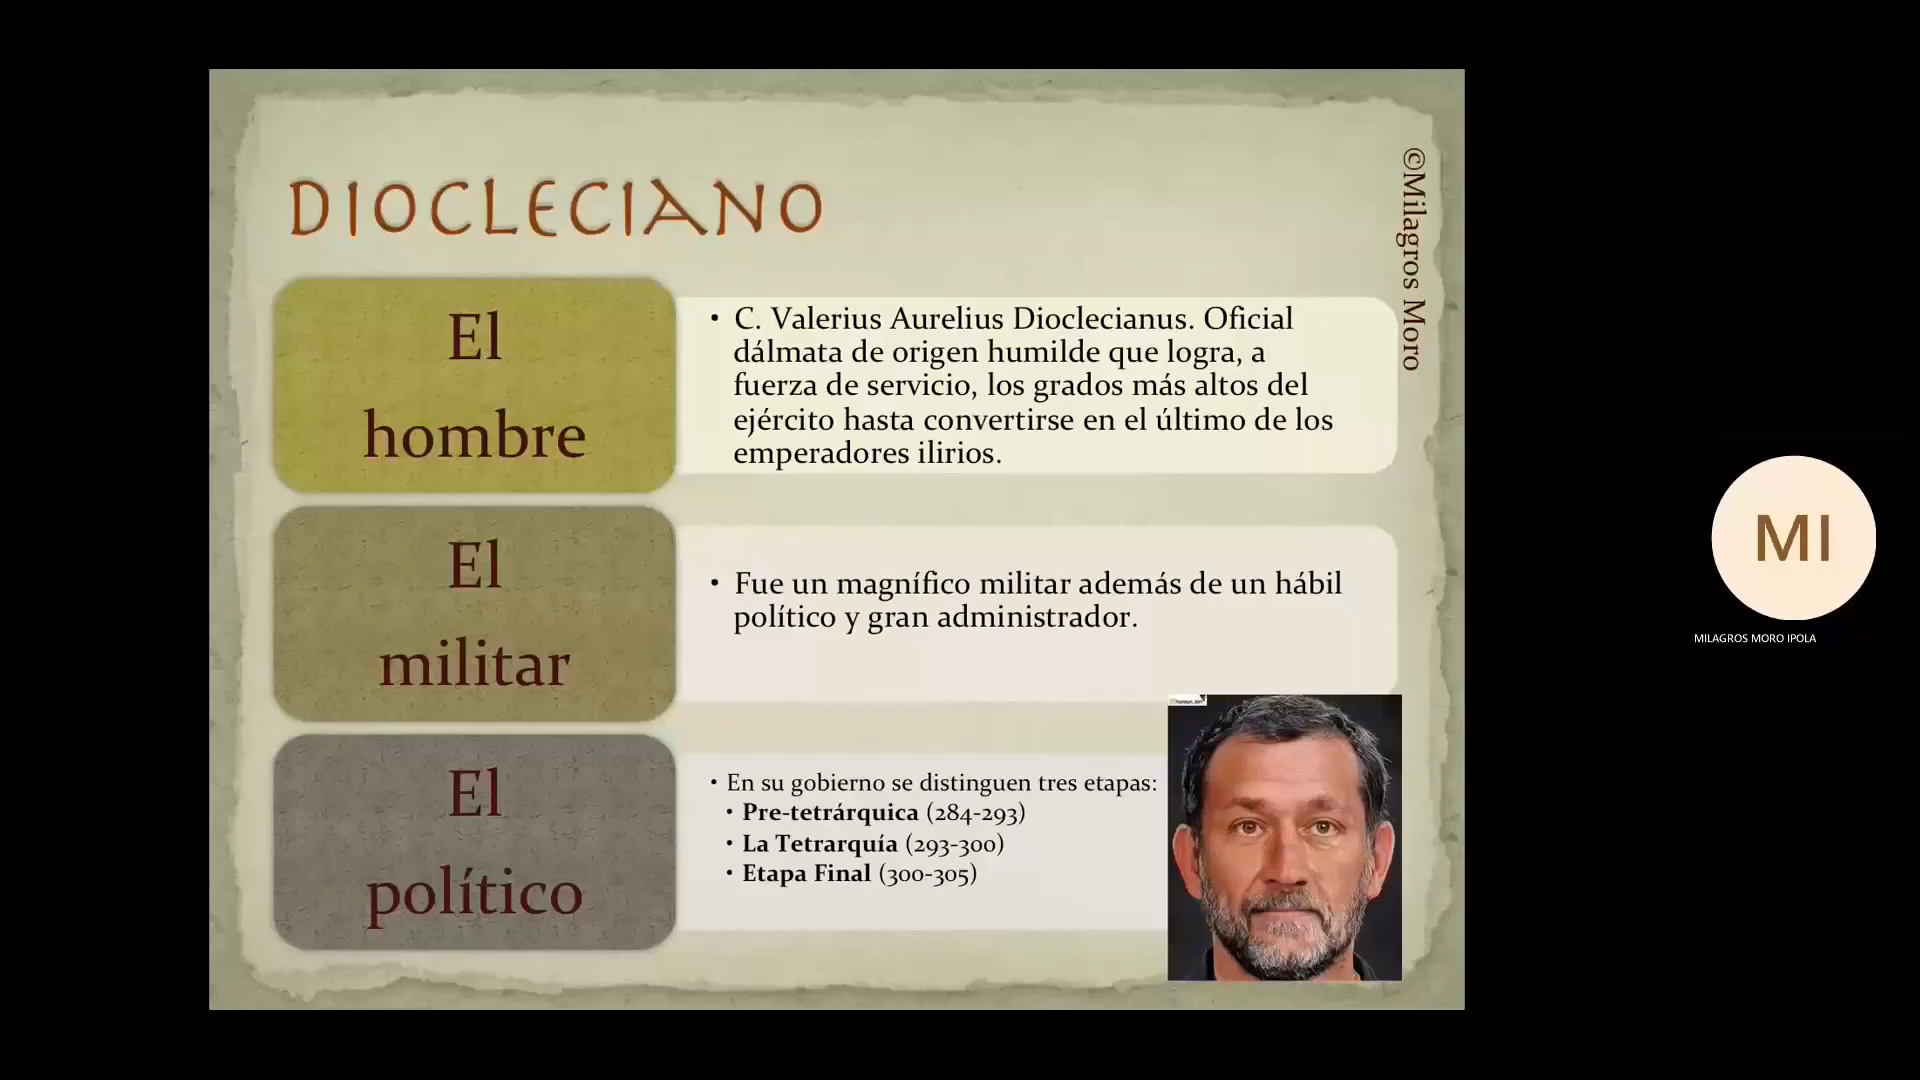 DIOCLECIANO
©Milagros Moro
El
hombre
• C. Valerius Aurelius Dioclecianus. Oficial
dálmata de origen humilde que logra, a
fuerza de servicio, los grados más altos del
ejército hasta convertirse en el último de los
emperadores ilirios.
El
militar
• Fue un magnífico militar además de un hábil
político y gran administrador.
El
político
• En su gobierno se distinguen tres etapas:
• Pre-tetrárquica (284-293)
• La Tetrarquía (293-300)
• Etapa Final (300-305)
MI
MILAGROS MORO IPOLA